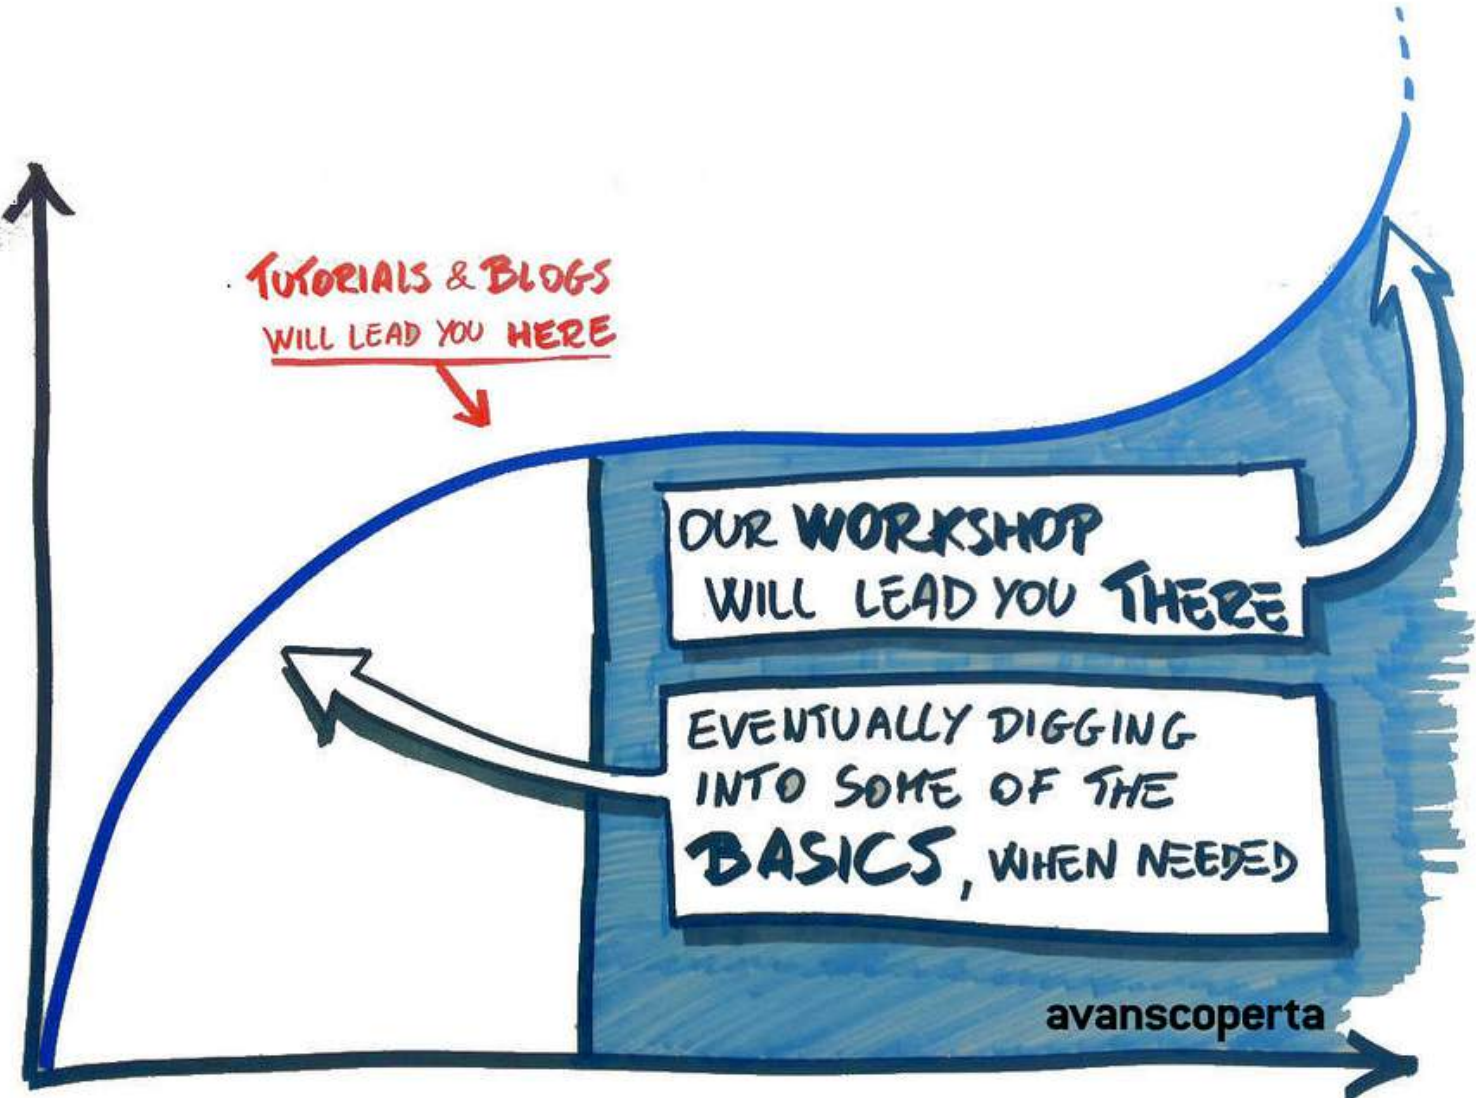 TUTORIALS & BLOGS
WILL LEAD YOU HERE
OUR WORKSHOP
WILL LEAD YOU THERE
EVENTUALLY DIGGING
INTO SOME OF THE
BASICS, WHEN NEEDED
avanscoperta